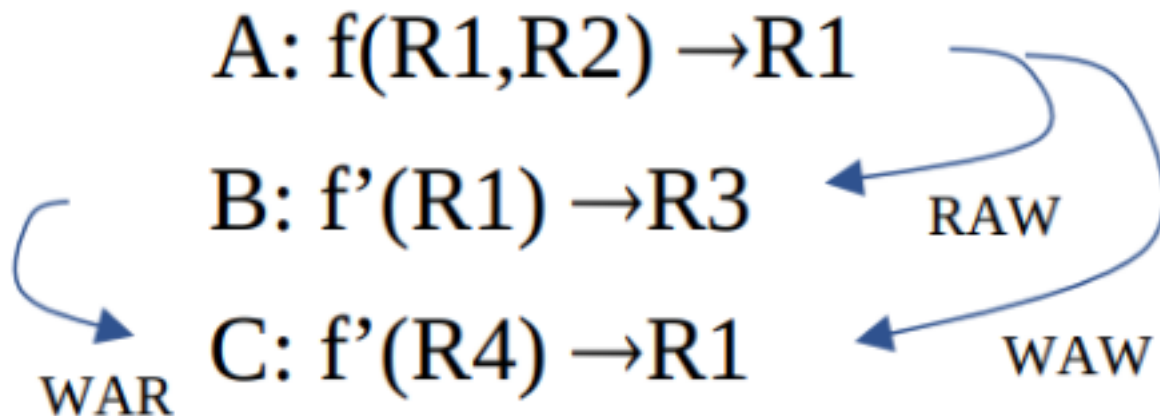 A: f(R1,R2) →R1
B: f’(R1) →R3
RAW
C: f’(R4) →R1
WAW
WAR